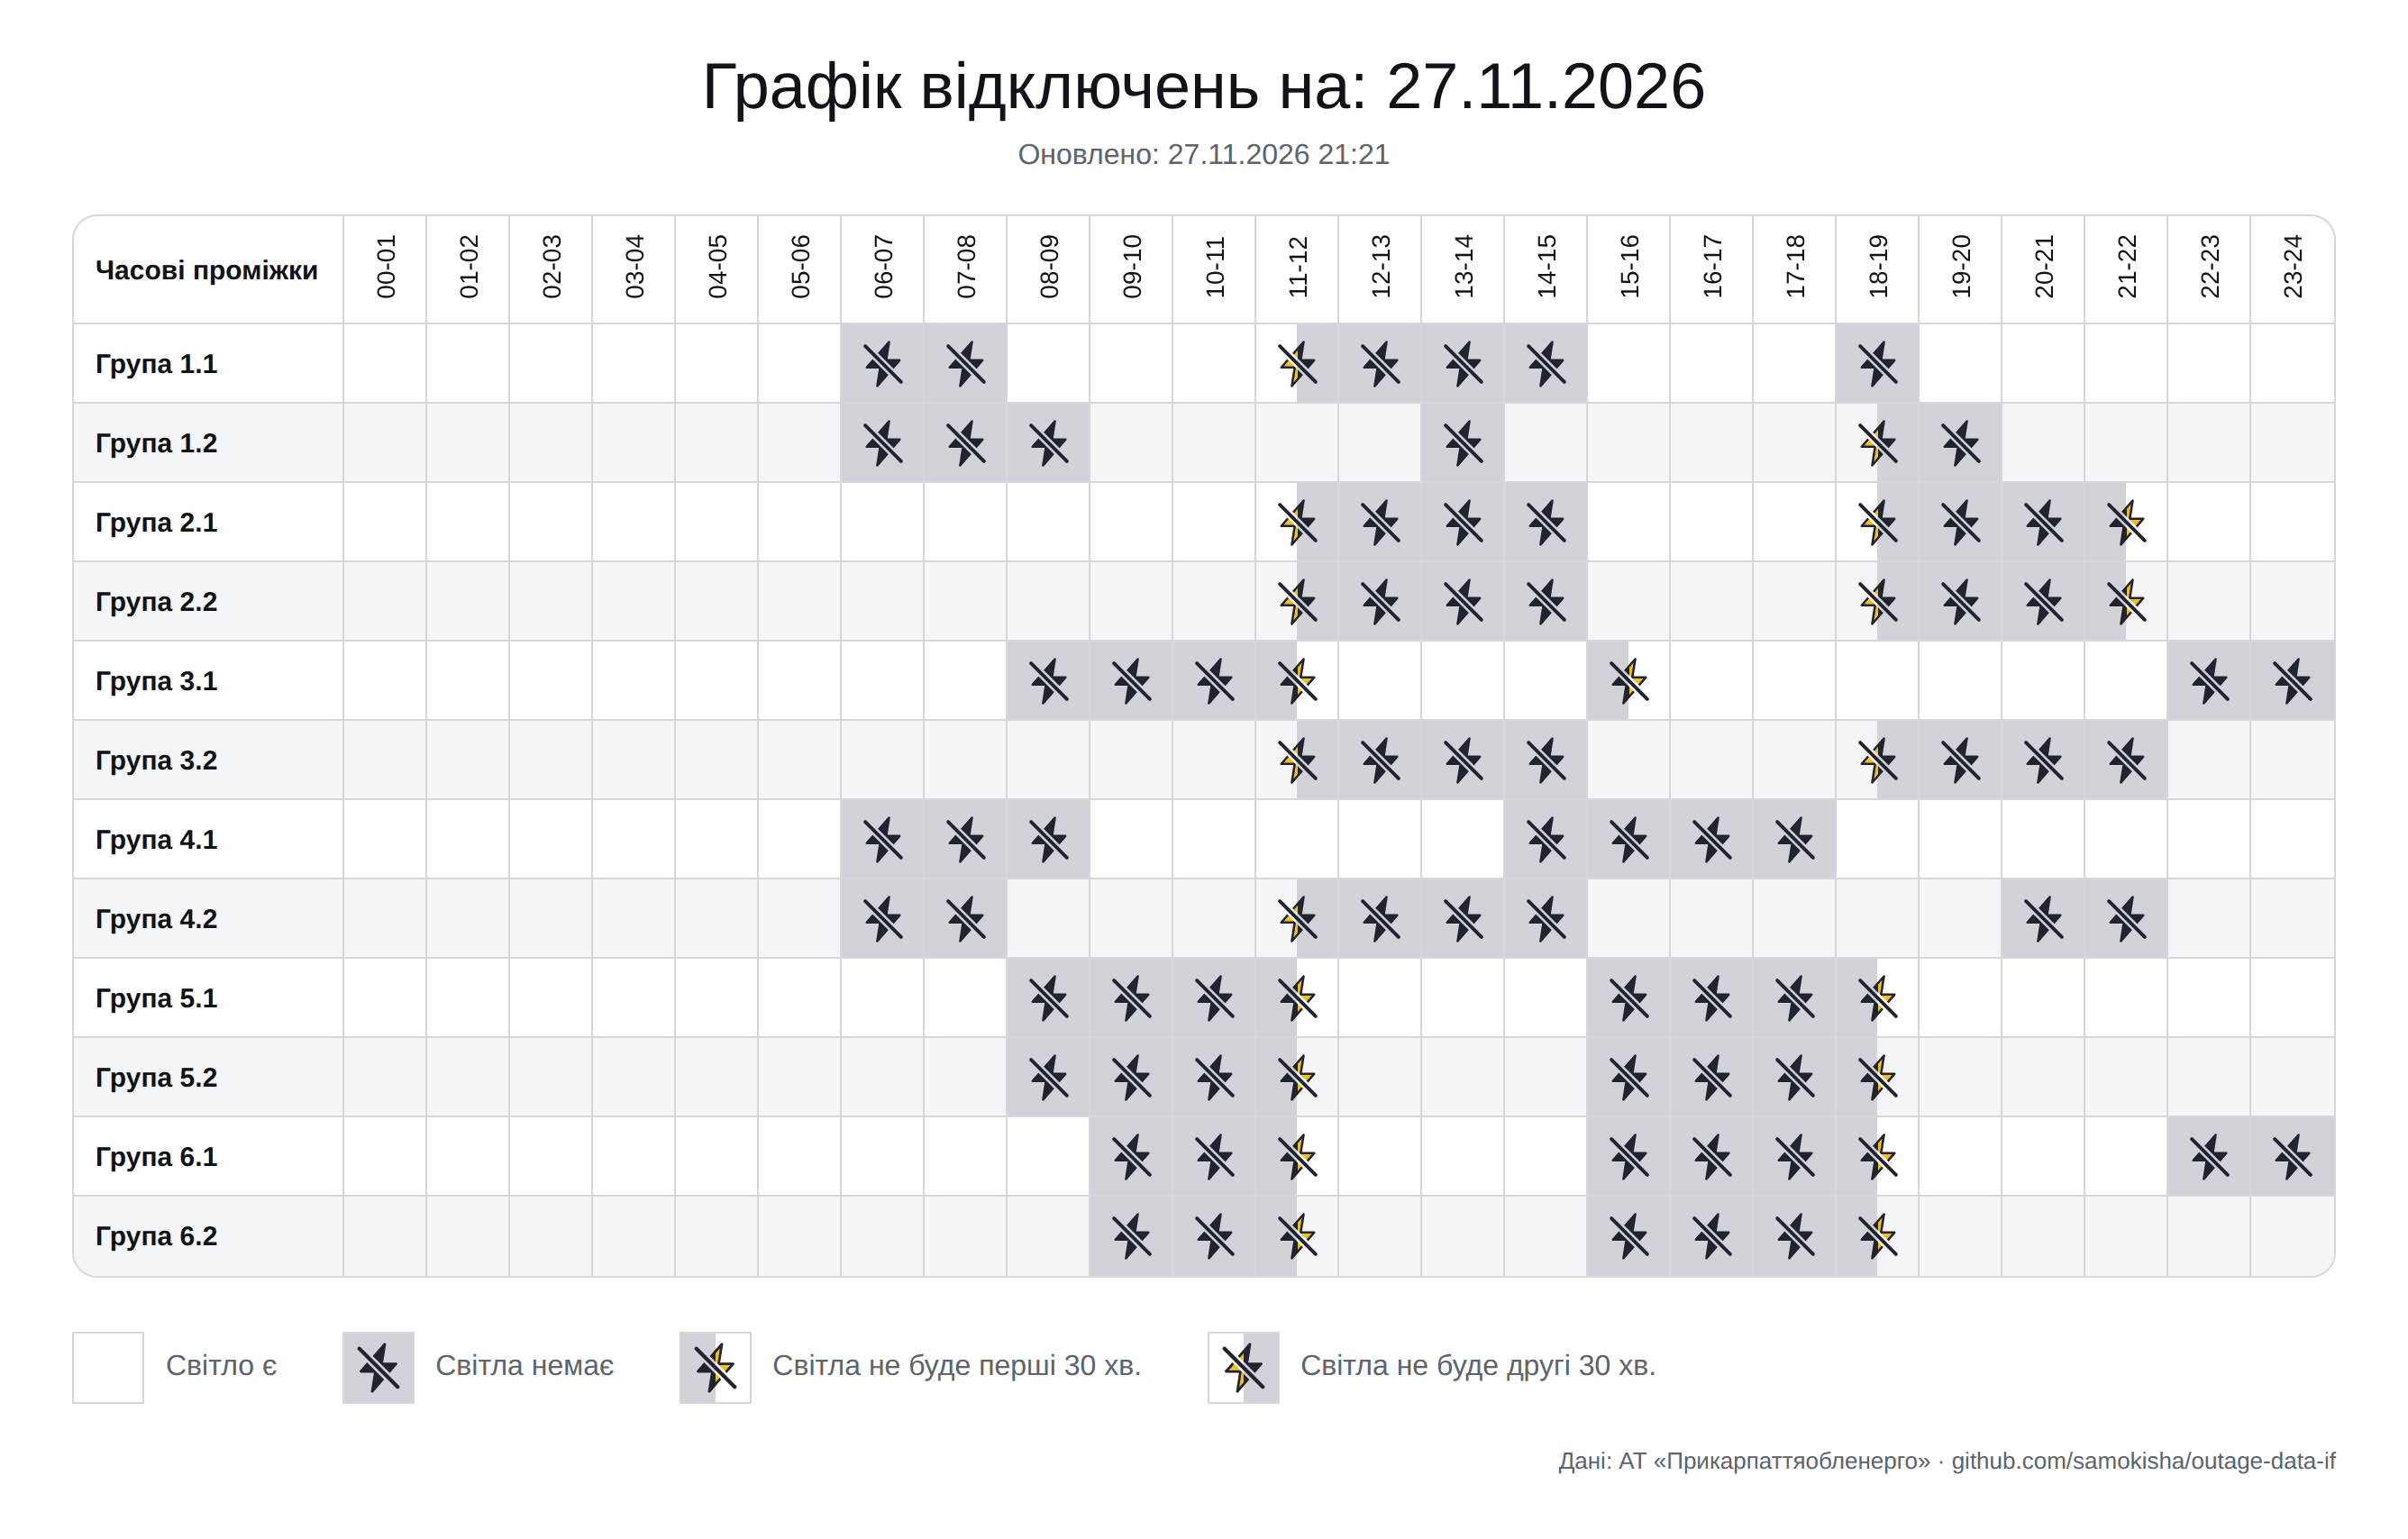 Графік відключень на: 27.11.2026
Оновлено: 27.11.2026 21:21
Часові проміжки 00-01 01-02 02-03 03-04 04-05 05-06 06-07 07-08 08-09 09-10 10-11 11-12 12-13 13-14 14-15 15-16 16-17 17-18 18-19 19-20 20-21 21-22 22-23 23-24
Група 1.1
Група 1.2
Група 2.1
Група 2.2
Група 3.1
Група 3.2
Група 4.1
Група 4.2
Група 5.1
Група 5.2
Група 6.1
Група 6.2
Світло є Світла немає Світла не буде перші 30 хв. Світла не буде другі 30 хв.
Дані: АТ «Прикарпаттяобленерго» · github.com/samokisha/outage-data-if